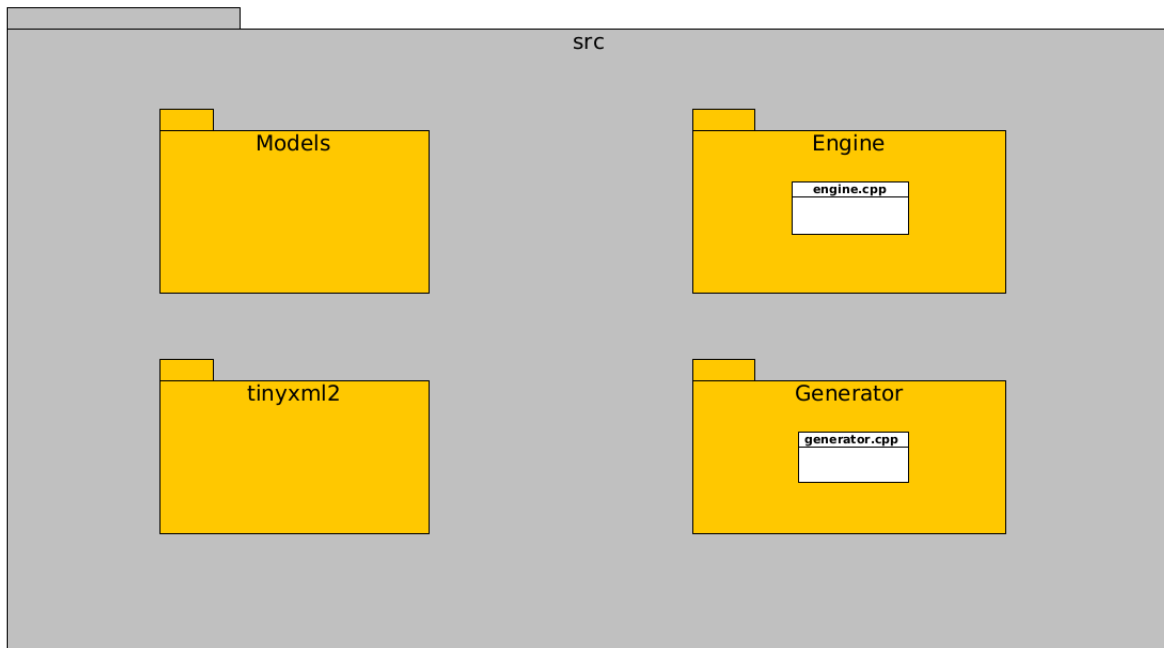 src
Models
Engine
engine.cpp
tinyxml2
Generator
generator.cpp